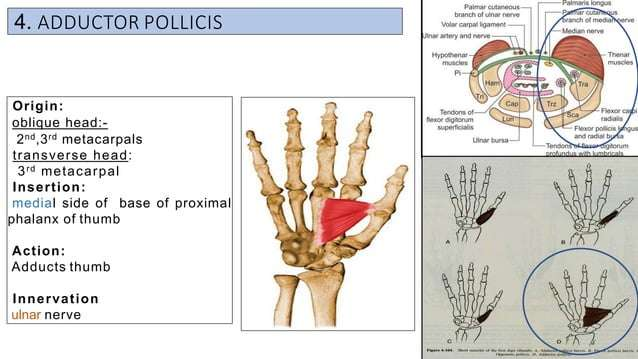 4. ADDUCTOR POLLICIS
Origin:
oblique head:-
2nd,3rd metacarpals
transverse head:
3rd metacarpal
Insertion:
medial side of base of proximal
phalanx of thumb
Action:
Adducts thumb
Innervation
ulnar nerve
Palmar cutaneous
branch of ulnar nerve
Volar carpal ligament
Ulnar artery and nerve
Hypothenar
muscles
Pi
Tri
Ham
Cap
Lun
Trz
Tra
Sca
Tendons of
flexor digitorum
superficialis
Ulnar bursa
Palmaris longus
Palmar cutaneous
branch of median nerve
Median nerve
Thenar
muscles
Flexor carpi
radialis
Flexor pollicis longus
and radial bursa
Tendons of flexor digitorum
profundus with lumbricals
A
B
C
D